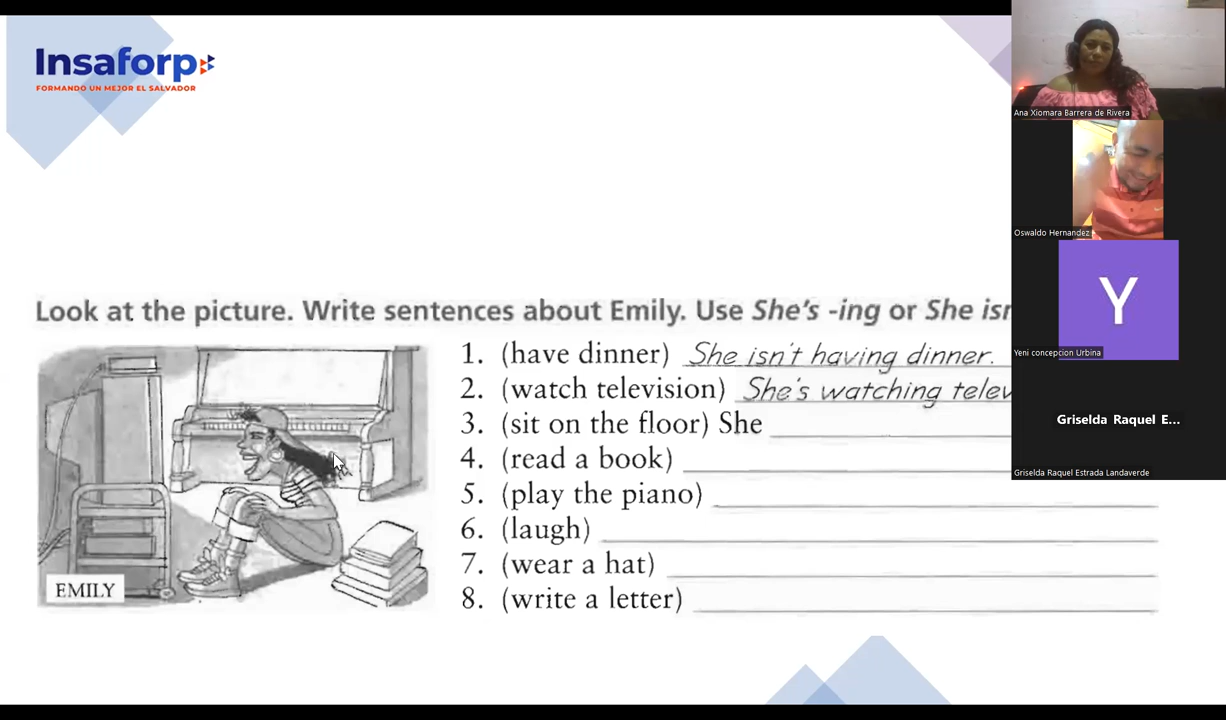 Insaforp
FORMANDO UN MEJOR EL SALVADOR
Look at the picture. Write sentences about Emily. Use She's -ing or She isn
1. (have dinner) She isn't having dinner.
2. (watch television) She's watching telev
3. (sit on the floor) She
4. (read a book)
5. (play the piano)
6. (laugh)
7. (wear a hat)
8. (write a letter)
EMILY
Ana Xiomara Barrera de Rivera
Oswaldo Hernandez
Y
Yeni concepcion Urbina
Griselda Raquel E...
Griselda Raquel Estrada Landaverde